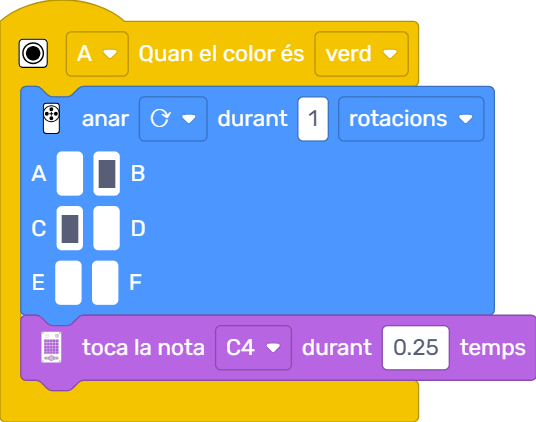 A Quan el color és verd
anar durant 1 rotacions
A B
C D
E F
toca la nota C4 durant 0.25 temps